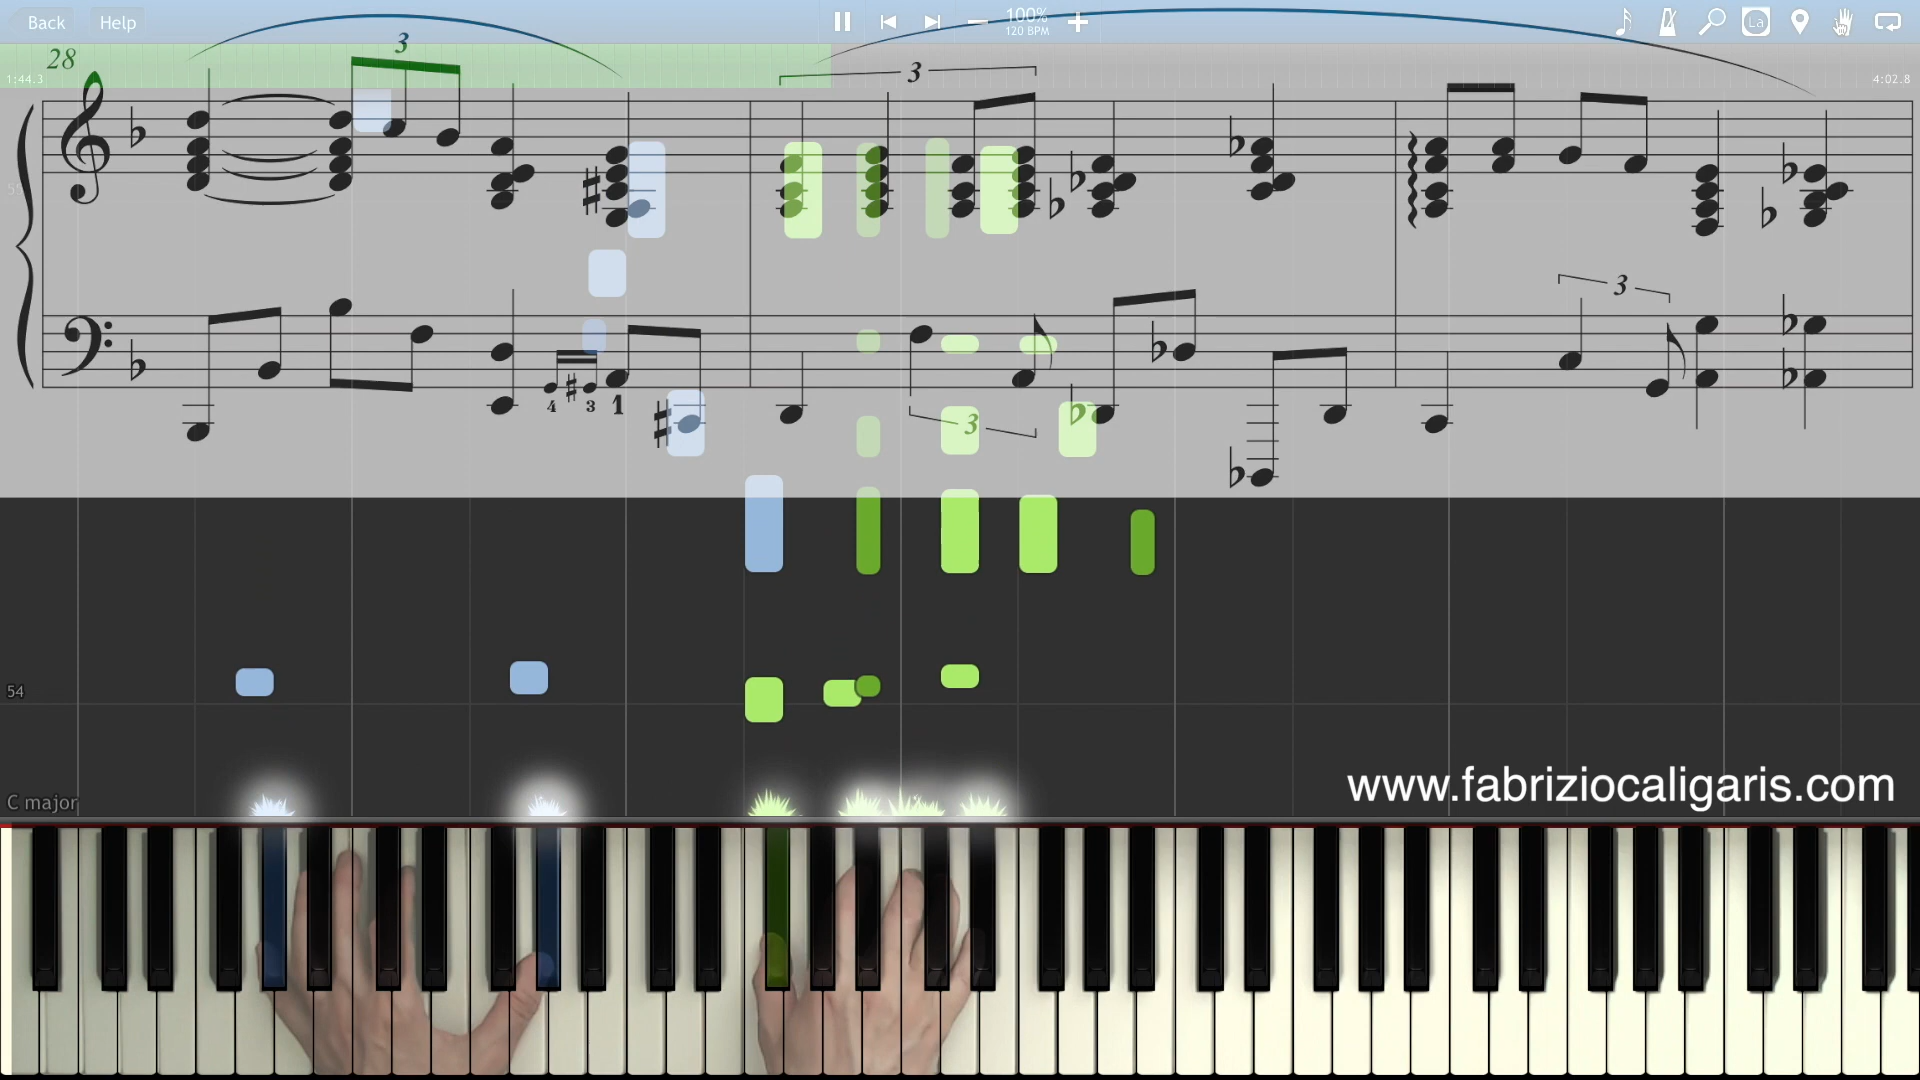 Back Help
100%
120 BPM
La
28
3
3
1:44.3
4:02.8
3
4 3 1
3
54
C major
www.fabriziocaligaris.com